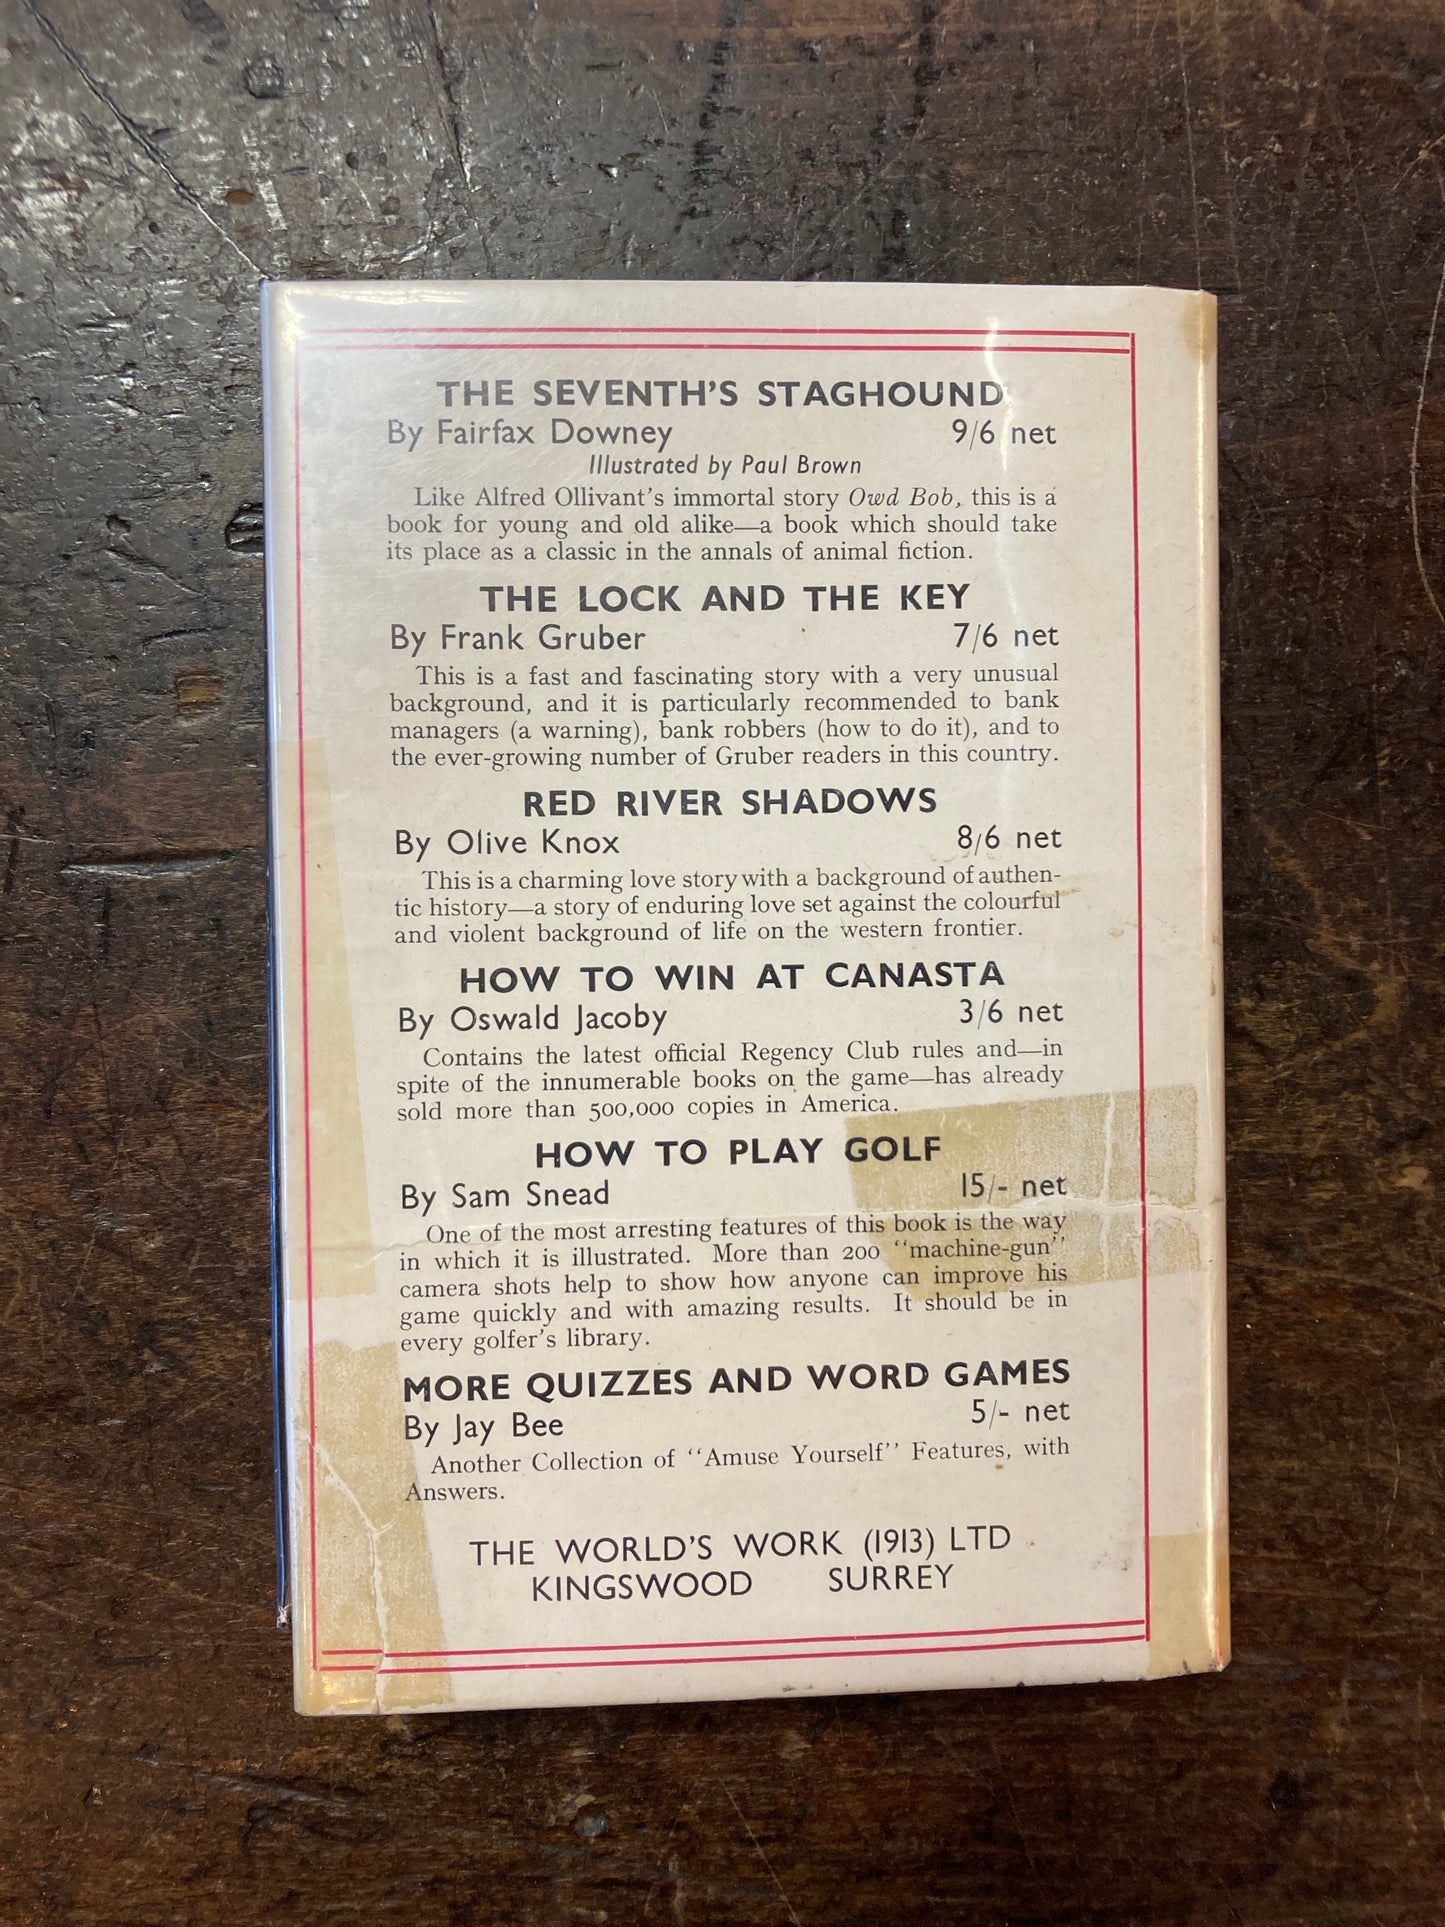 THE SEVENTH'S STAGHOUND
By Fairfax Downey 9/6 net
Illustrated by Paul Brown
Like Alfred Ollivant's immortal story Owd Bob, this is a
book for young and old alike—a book which should take
its place as a classic in the annals of animal fiction.
THE LOCK AND THE KEY
By Frank Gruber 7/6 net
This is a fast and fascinating story with a very unusual
background, and it is particularly recommended to bank
managers (a warning), bank robbers (how to do it), and to
the ever-growing number of Gruber readers in this country.
RED RIVER SHADOWS
By Olive Knox 8/6 net
This is a charming love story with a background of authen-
tic history—a story of enduring love set against the colourful
and violent background of life on the western frontier.
HOW TO WIN AT CANASTA
By Oswald Jacoby 3/6 net
Contains the latest official Regency Club rules and—in
spite of the innumerable books on the game—has already
sold more than 500,000 copies in America.
HOW TO PLAY GOLF
By Sam Snead 15/- net
One of the most arresting features of this book is the way
in which it is illustrated. More than 200 "machine-gun"
camera shots help to show how anyone can improve his
game quickly and with amazing results. It should be in
every golfer's library.
MORE QUIZZES AND WORD GAMES
By Jay Bee 5/- net
Another Collection of "Amuse Yourself" Features, with
Answers.
THE WORLD'S WORK (1913) LTD
KINGSWOOD SURREY